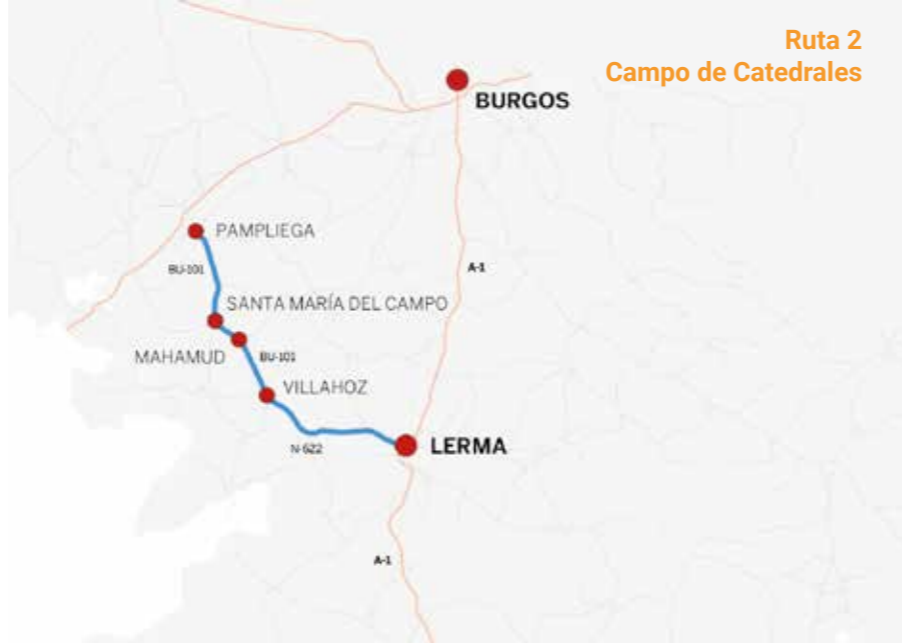 Ruta 2
Campo de Catedrales
BURGOS
PAMPLIEGA
BU-101
A-1
SANTA MARÍA DEL CAMPO
MAHAMUD
BU-101
VILLAHOZ
N-622
LERMA
A-1